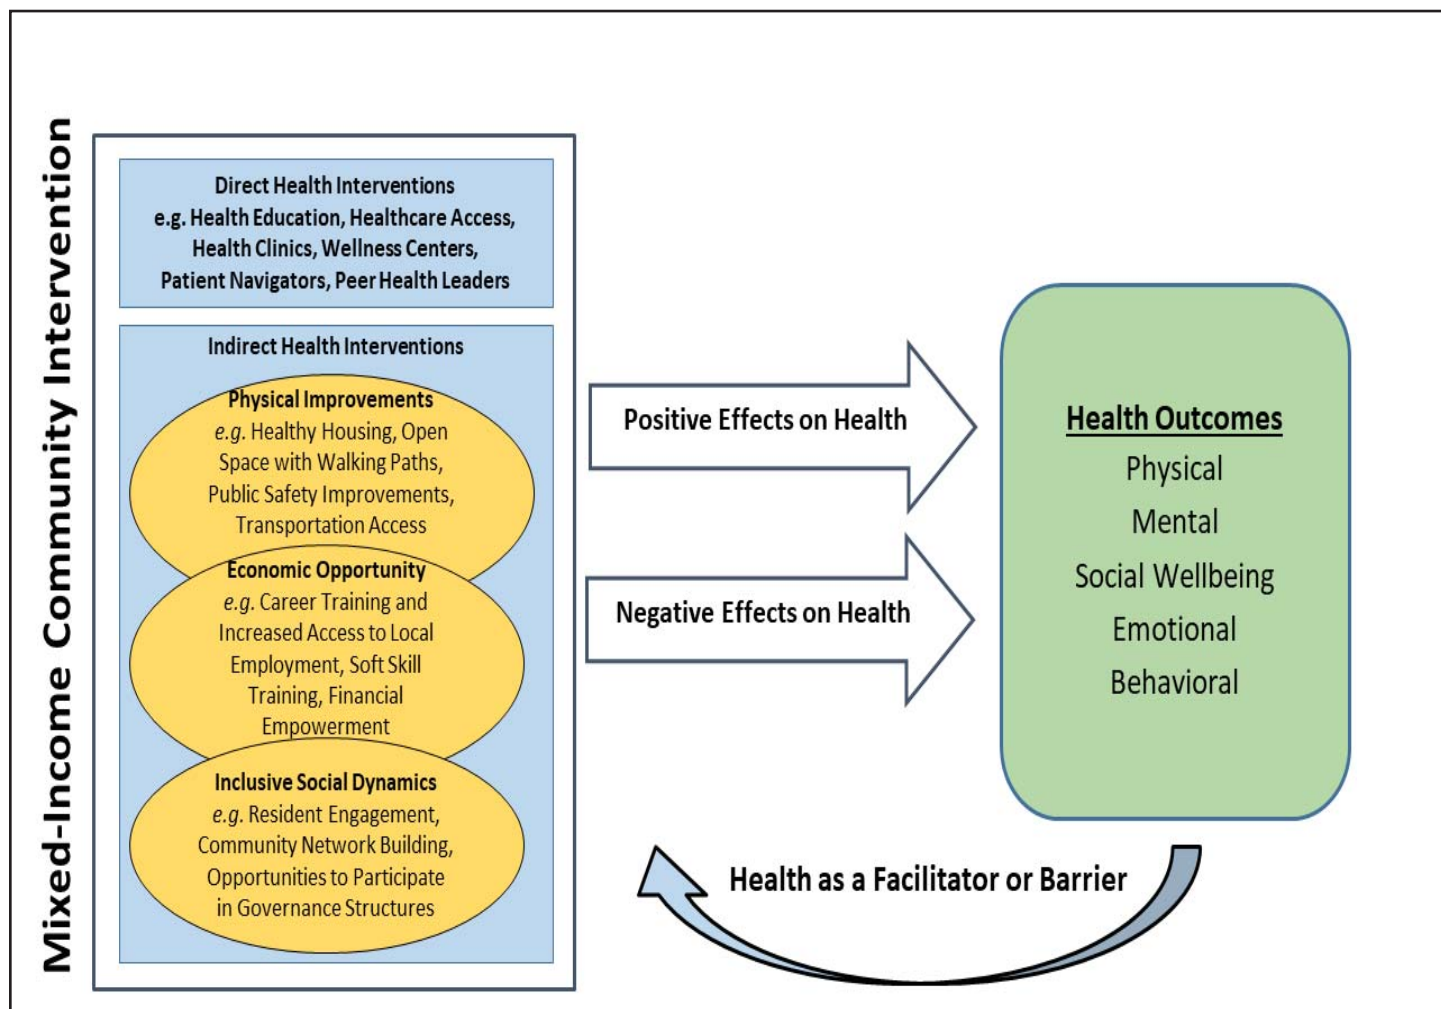 Mixed-Income Community Intervention
Direct Health Interventions
e.g. Health Education, Healthcare Access,
Health Clinics, Wellness Centers,
Patient Navigators, Peer Health Leaders
Indirect Health Interventions
Physical Improvements
e.g. Healthy Housing, Open
Space with Walking Paths,
Public Safety Improvements,
Transportation Access
Economic Opportunity
e.g. Career Training and
Increased Access to Local
Employment, Soft Skill
Training, Financial
Empowerment
Inclusive Social Dynamics
e.g. Resident Engagement,
Community Network Building,
Opportunities to Participate
in Governance Structures
Positive Effects on Health
Negative Effects on Health
Health Outcomes
Physical
Mental
Social Wellbeing
Emotional
Behavioral
Health as a Facilitator or Barrier